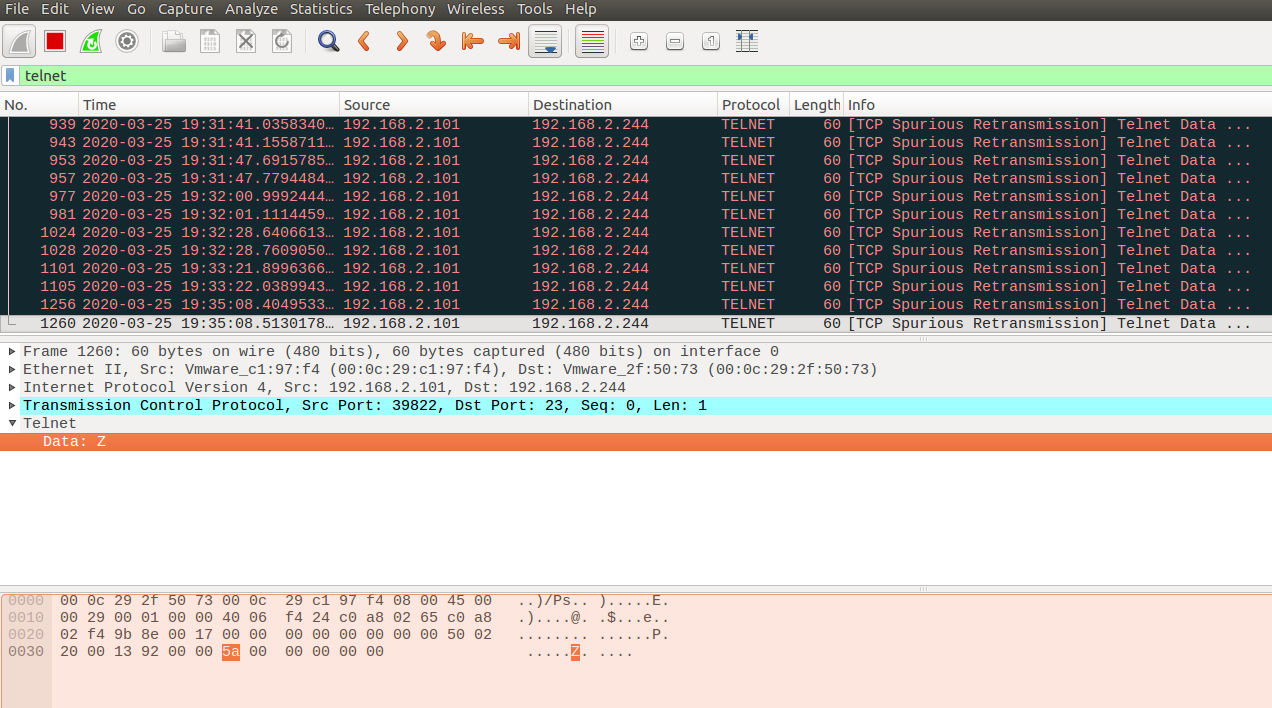 File Edit View Go Capture Analyze Statistics Telephony Wireless Tools Help
telnet
No. Time Source Destination Protocol Length Info
939 2020-03-25 19:31:41.0358340… 192.168.2.101 192.168.2.244 TELNET 60 [TCP Spurious Retransmission] Telnet Data ...
943 2020-03-25 19:31:41.1558711… 192.168.2.101 192.168.2.244 TELNET 60 [TCP Spurious Retransmission] Telnet Data ...
953 2020-03-25 19:31:47.6915785… 192.168.2.101 192.168.2.244 TELNET 60 [TCP Spurious Retransmission] Telnet Data ...
957 2020-03-25 19:31:47.7794484… 192.168.2.101 192.168.2.244 TELNET 60 [TCP Spurious Retransmission] Telnet Data ...
977 2020-03-25 19:32:00.9992444… 192.168.2.101 192.168.2.244 TELNET 60 [TCP Spurious Retransmission] Telnet Data ...
981 2020-03-25 19:32:01.1114459… 192.168.2.101 192.168.2.244 TELNET 60 [TCP Spurious Retransmission] Telnet Data ...
1024 2020-03-25 19:32:28.6406613… 192.168.2.101 192.168.2.244 TELNET 60 [TCP Spurious Retransmission] Telnet Data ...
1028 2020-03-25 19:32:28.7609050… 192.168.2.101 192.168.2.244 TELNET 60 [TCP Spurious Retransmission] Telnet Data ...
1101 2020-03-25 19:33:21.8996366… 192.168.2.101 192.168.2.244 TELNET 60 [TCP Spurious Retransmission] Telnet Data ...
1105 2020-03-25 19:33:22.0389943… 192.168.2.101 192.168.2.244 TELNET 60 [TCP Spurious Retransmission] Telnet Data ...
1256 2020-03-25 19:35:08.4049533… 192.168.2.101 192.168.2.244 TELNET 60 [TCP Spurious Retransmission] Telnet Data ...
1260 2020-03-25 19:35:08.5130178… 192.168.2.101 192.168.2.244 TELNET 60 [TCP Spurious Retransmission] Telnet Data ...
Frame 1260: 60 bytes on wire (480 bits), 60 bytes captured (480 bits) on interface 0
Ethernet II, Src: Vmware_c1:97:f4 (00:0c:29:c1:97:f4), Dst: Vmware_2f:50:73 (00:0c:29:2f:50:73)
Internet Protocol Version 4, Src: 192.168.2.101, Dst: 192.168.2.244
Transmission Control Protocol, Src Port: 39822, Dst Port: 23, Seq: 0, Len: 1
Telnet
Data: Z
0000 00 0c 29 2f 50 73 00 0c 29 c1 97 f4 08 00 45 00 ..)/Ps.. ).....E.
0010 00 29 00 01 00 00 40 06 f4 24 c0 a8 02 65 c0 a8 .)....@. .$...e..
0020 02 f4 9b 8e 00 17 00 00 00 00 00 00 00 00 50 02 ........ ......P.
0030 20 00 13 92 00 00 5a 00 00 00 00 00 .....Z. ....